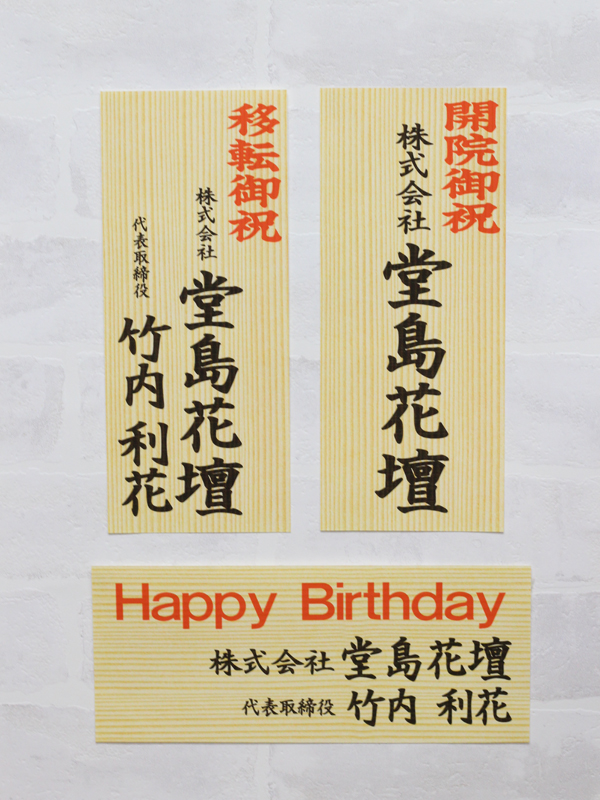 移転御祝
株式会社 堂島花壇
代表取締役 竹内 利花
開院御祝
株式会社 堂島花壇
Happy Birthday
株式会社 堂島花壇
代表取締役 竹内 利花